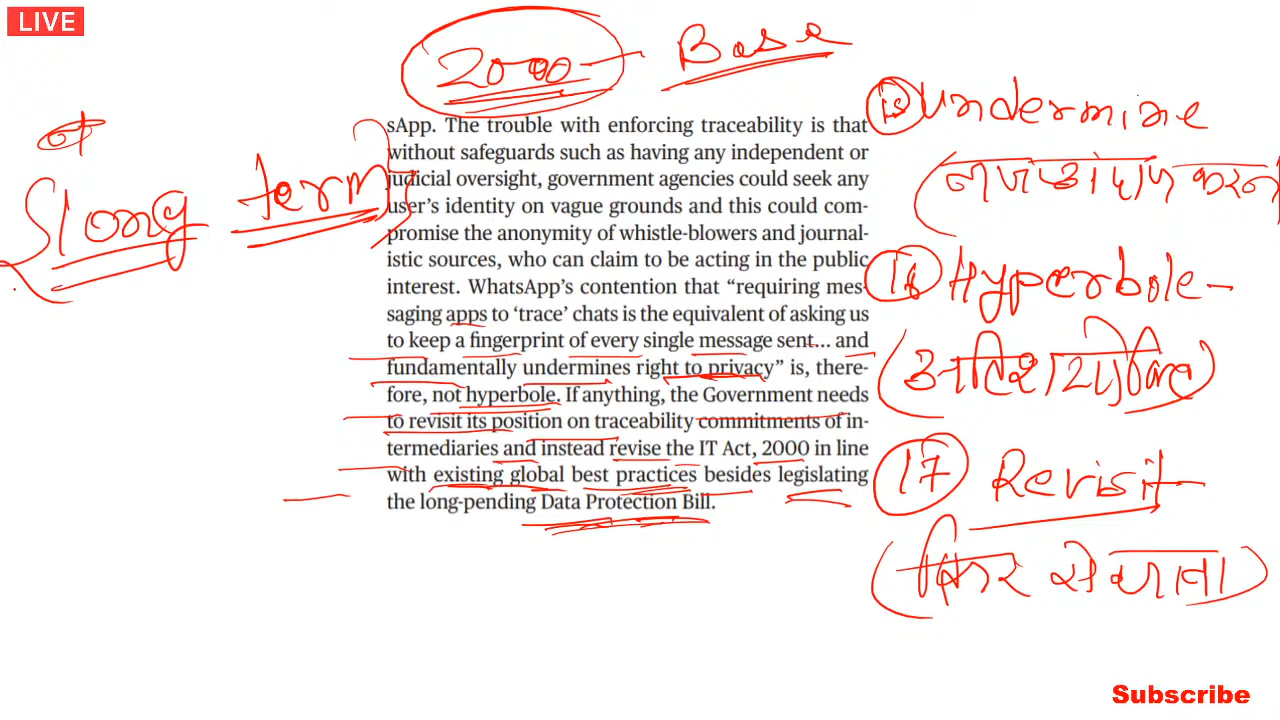 LIVE
2000 - Base
sApp. The trouble with enforcing traceability is that
without safeguards such as having any independent or
judicial oversight, government agencies could seek any
user's identity on vague grounds and this could com-
promise the anonymity of whistle-blowers and journal-
istic sources, who can claim to be acting in the public
interest. WhatsApp's contention that "requiring mes-
saging apps to 'trace' chats is the equivalent of asking us
to keep a fingerprint of every single message sent... and
fundamentally undermines right to privacy" is, there-
fore, not hyperbole. If anything, the Government needs
to revisit its position on traceability commitments of in-
termediaries and instead revise the IT Act, 2000 in line
with existing global best practices besides legislating
the long-pending Data Protection Bill.
term
15 Undermine
करना
16 Hyperbole-
17 Revisit
Subscribe